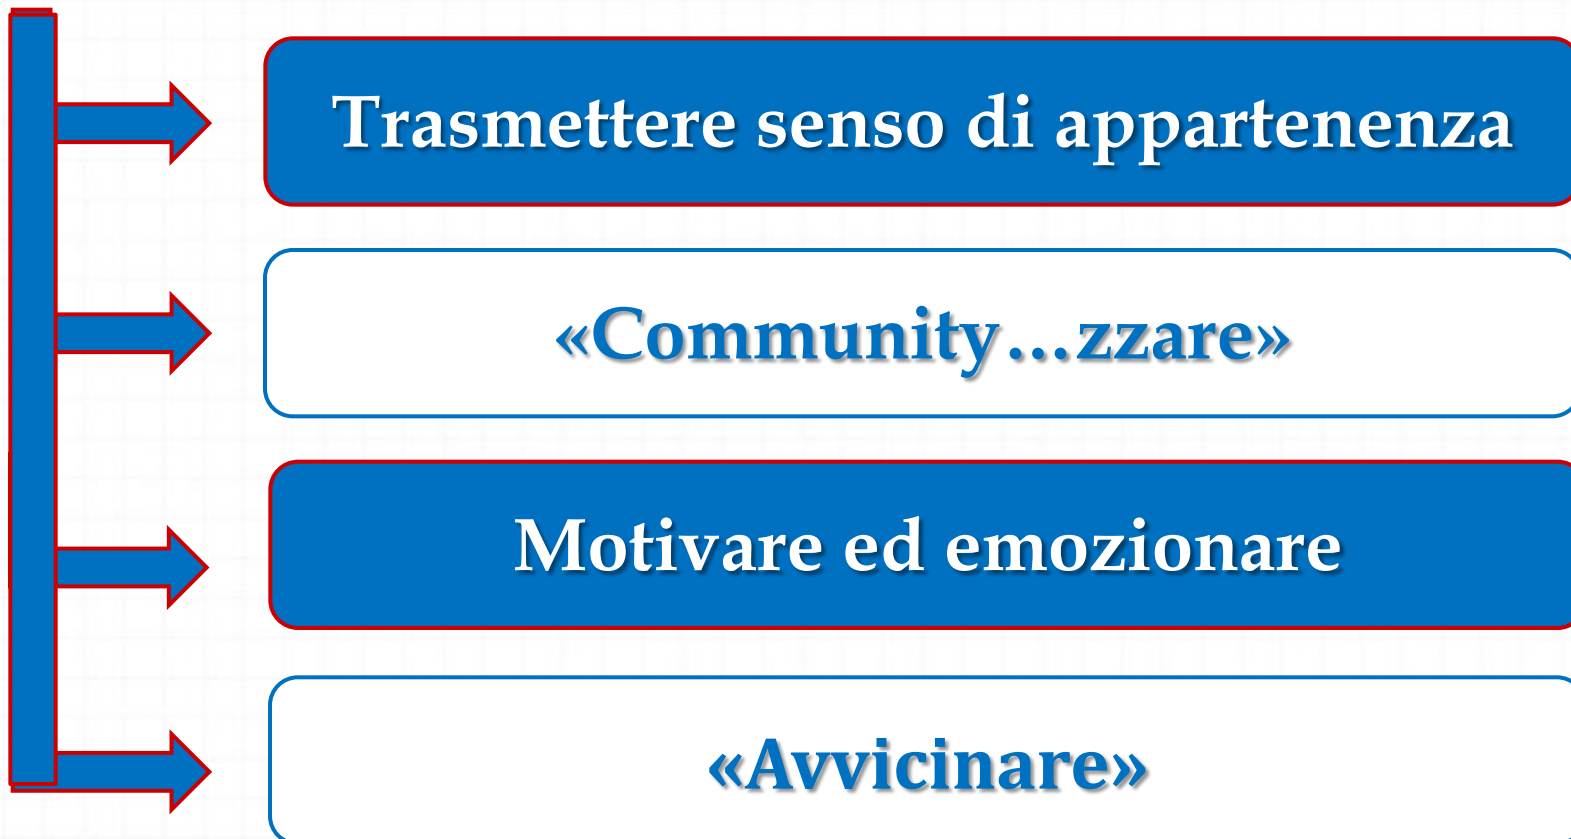 Trasmettere senso di appartenenza
«Community…zzare»
Motivare ed emozionare
«Avvicinare»